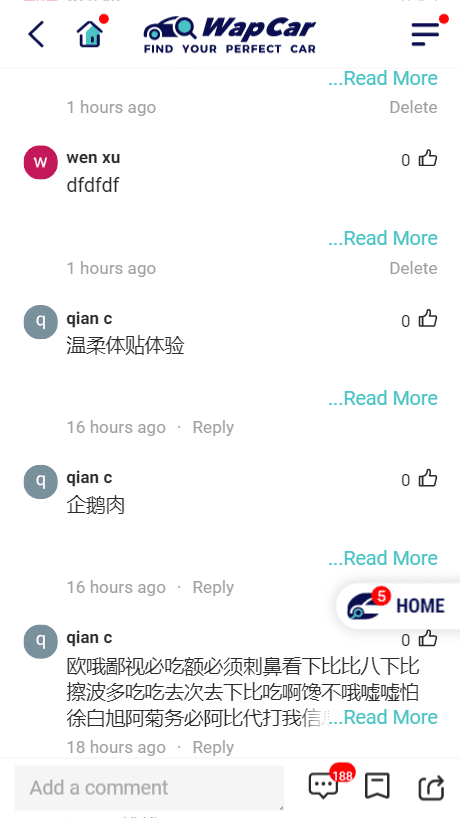 WapCar
FIND YOUR PERFECT CAR
...Read More
1 hours ago Delete
w wen xu 0
dfdfdf
...Read More
1 hours ago Delete
q qian c 0
温柔体贴体验
...Read More
16 hours ago · Reply
q qian c 0
企鹅肉
...Read More
16 hours ago · Reply
5 HOME
q qian c 0
欧哦鄙视必吃额必须刺鼻看下比比八下比
擦波多吃吃去次去下比吃啊馋不哦嘘嘘怕
徐白旭阿菊务必阿比代打我信 ...Read More
18 hours ago · Reply
Add a comment 188